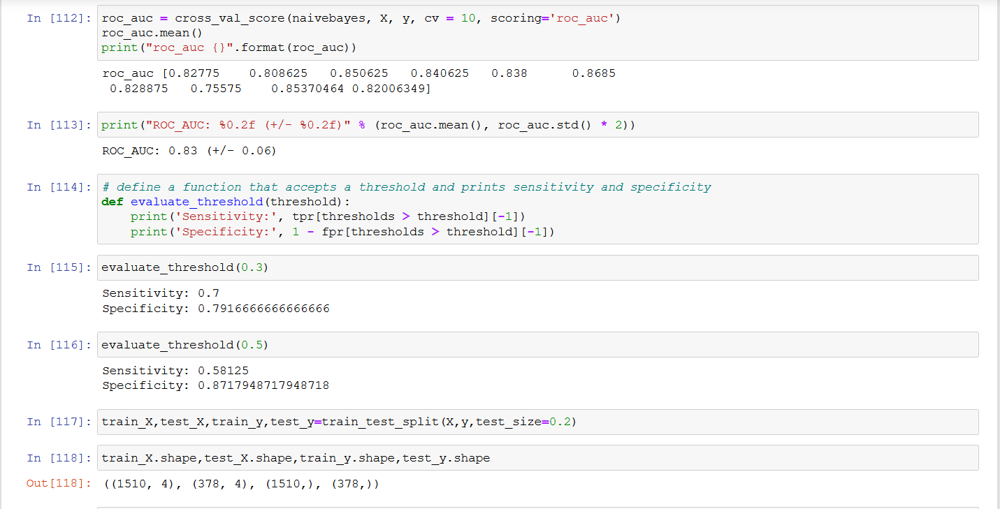 In [112]: roc_auc = cross_val_score(naivebayes, X, y, cv = 10, scoring='roc_auc')
roc_auc.mean()
print("roc_auc {}".format(roc_auc))
roc_auc [0.82775 0.808625 0.850625 0.840625 0.838 0.8685
0.828875 0.75575 0.85370464 0.82006349]
In [113]: print("ROC_AUC: %0.2f (+/- %0.2f)" % (roc_auc.mean(), roc_auc.std() * 2))
ROC_AUC: 0.83 (+/- 0.06)
In [114]: # define a function that accepts a threshold and prints sensitivity and specificity
def evaluate_threshold(threshold):
print('Sensitivity:', tpr[thresholds > threshold][-1])
print('Specificity:', 1 - fpr[thresholds > threshold][-1])
In [115]: evaluate_threshold(0.3)
Sensitivity: 0.7
Specificity: 0.7916666666666666
In [116]: evaluate_threshold(0.5)
Sensitivity: 0.58125
Specificity: 0.8717948717948718
In [117]: train_X,test_X,train_y,test_y=train_test_split(X,y,test_size=0.2)
In [118]: train_X.shape,test_X.shape,train_y.shape,test_y.shape
Out[118]: ((1510, 4), (378, 4), (1510,), (378,))